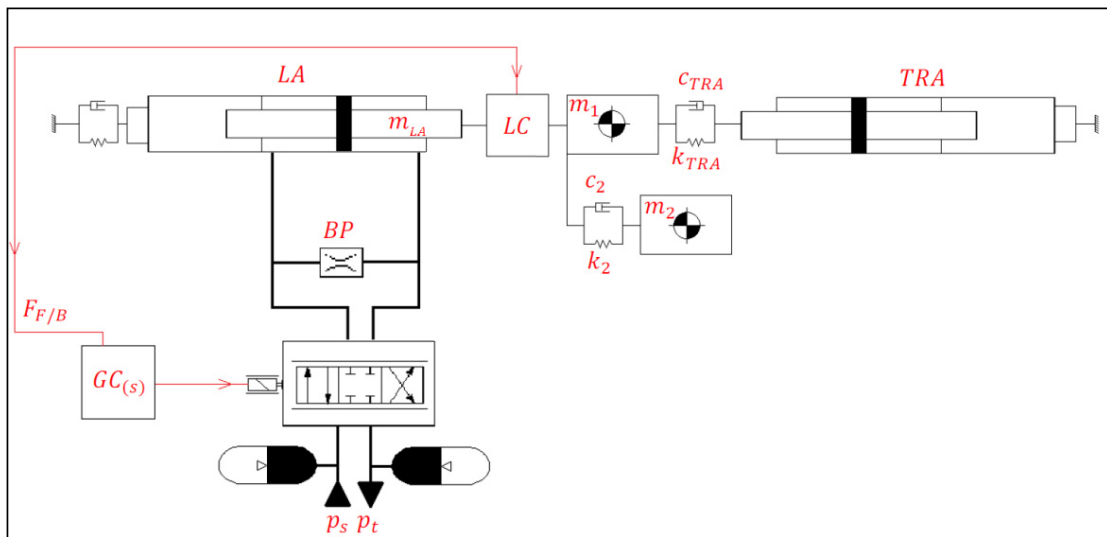 LA
c_TRA
TRA
m_LA
LC
m_1
k_TRA
c_2
m_2
BP
k_2
F_F/B
GC_(s)
p_s p_t